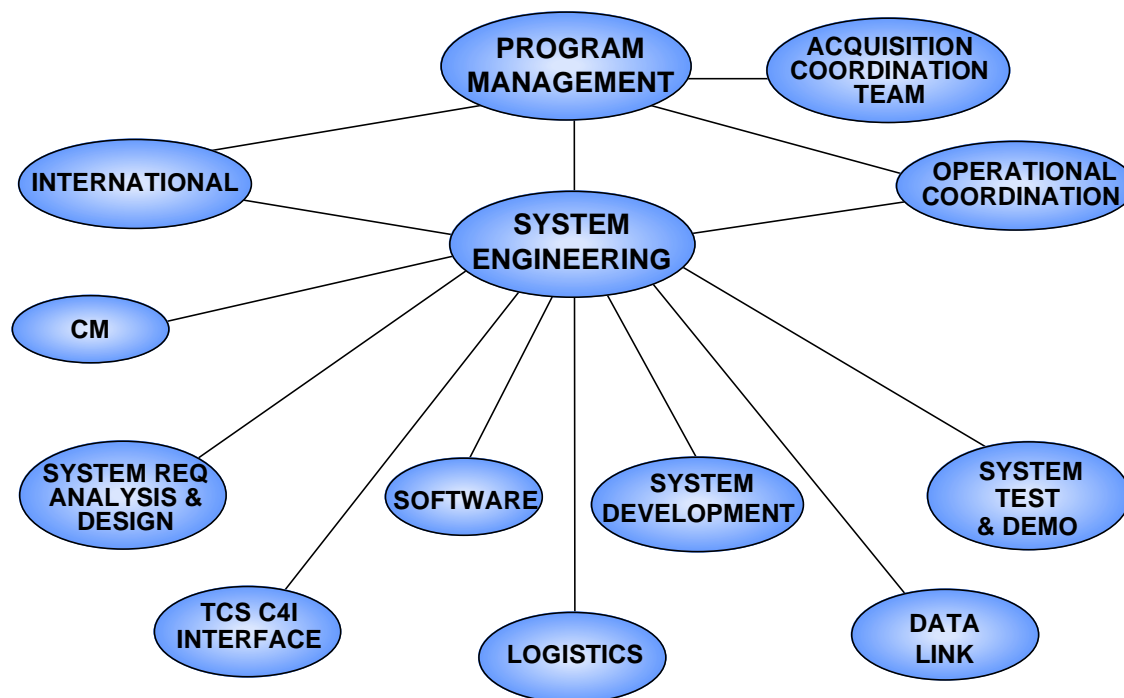 PROGRAM
MANAGEMENT
ACQUISITION
COORDINATION
TEAM
INTERNATIONAL
OPERATIONAL
COORDINATION
SYSTEM
ENGINEERING
CM
SYSTEM REQ
ANALYSIS &
DESIGN
SOFTWARE
SYSTEM
DEVELOPMENT
SYSTEM
TEST
& DEMO
TCS C4I
INTERFACE
LOGISTICS
DATA
LINK